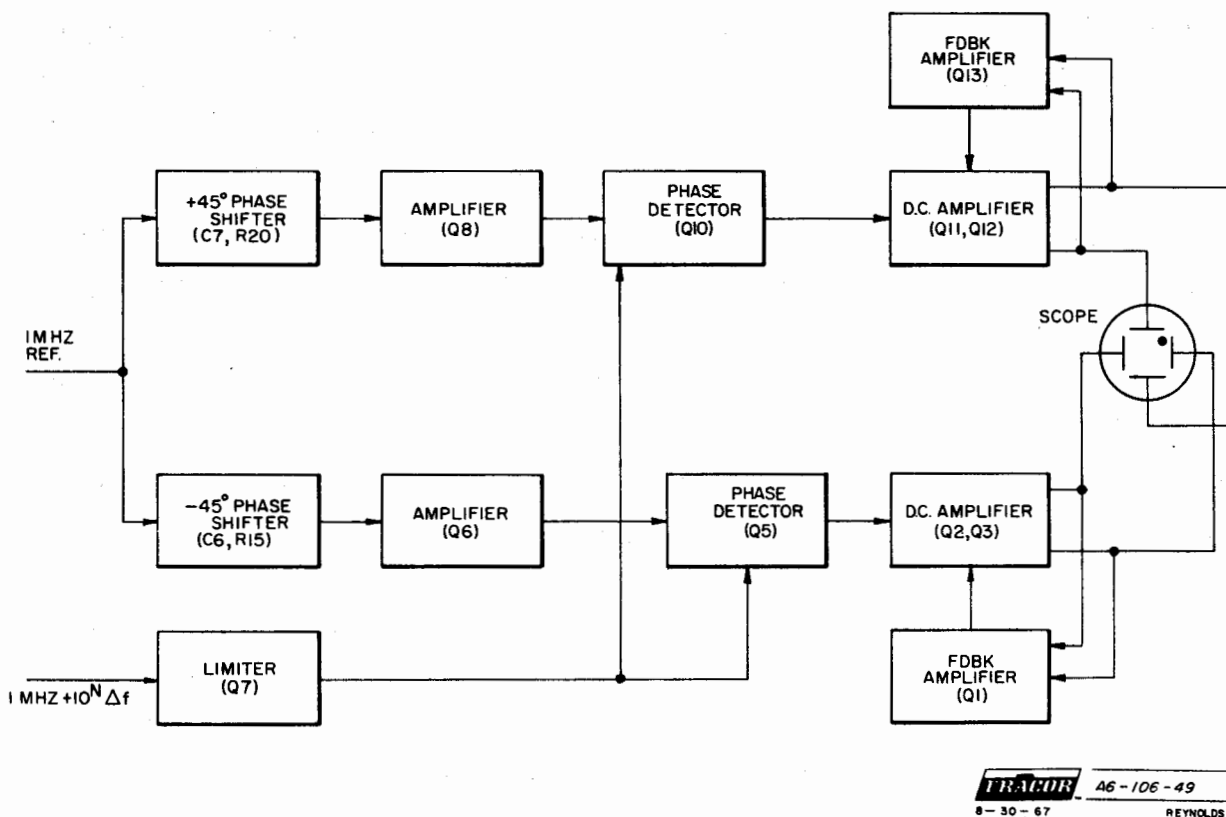 FDBK
AMPLIFIER
(Q13)
+45° PHASE
SHIFTER
(C7, R20)
AMPLIFIER
(Q8)
PHASE
DETECTOR
(Q10)
D.C. AMPLIFIER
(Q11,Q12)
SCOPE
1 MHZ
REF.
-45° PHASE
SHIFTER
(C6, R15)
AMPLIFIER
(Q6)
PHASE
DETECTOR
(Q5)
D.C. AMPLIFIER
(Q2,Q3)
LIMITER
(Q7)
1 MHZ +10^N Δf
FDBK
AMPLIFIER
(Q1)
TRACOR
A6-106-49
8-30-67
REYNOLDS